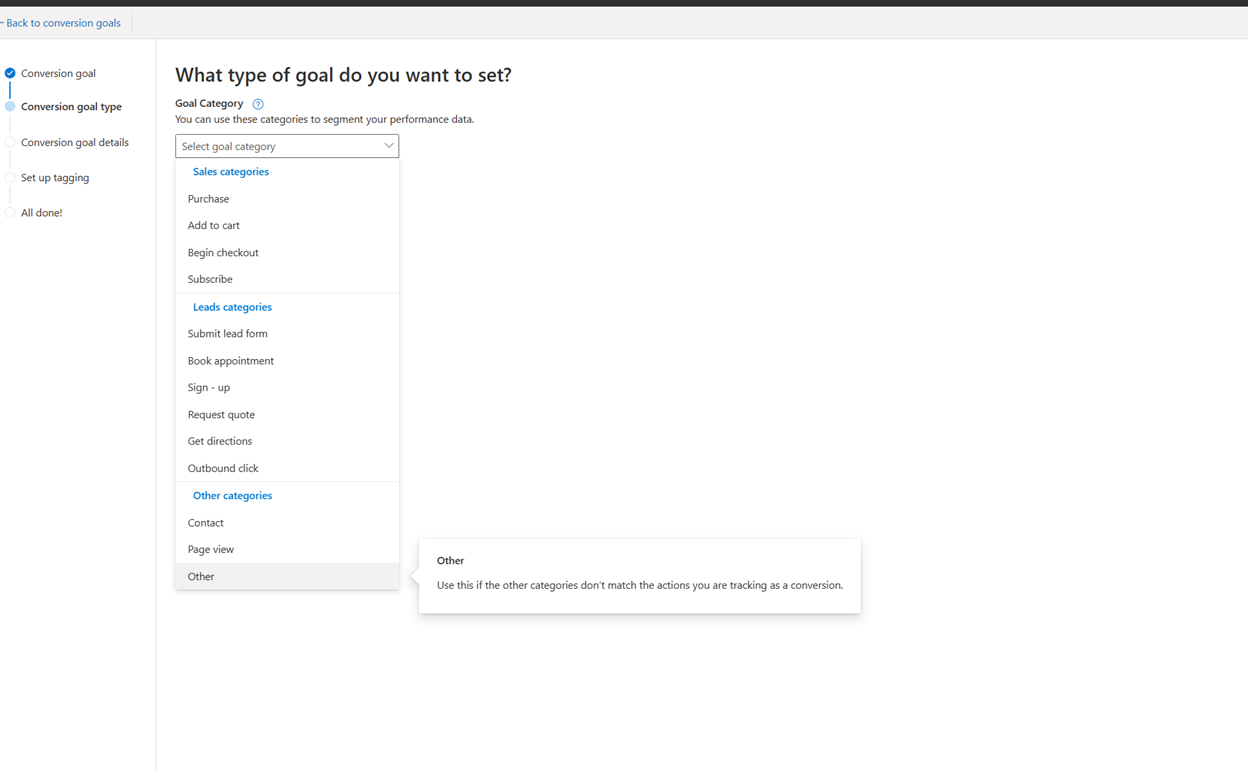 Back to conversion goals
Conversion goal
Conversion goal type
Conversion goal details
Set up tagging
All done!
What type of goal do you want to set?
Goal Category ?
You can use these categories to segment your performance data.
Select goal category
Sales categories
Purchase
Add to cart
Begin checkout
Subscribe
Leads categories
Submit lead form
Book appointment
Sign - up
Request quote
Get directions
Outbound click
Other categories
Contact
Page view
Other
Other
Use this if the other categories don't match the actions you are tracking as a conversion.